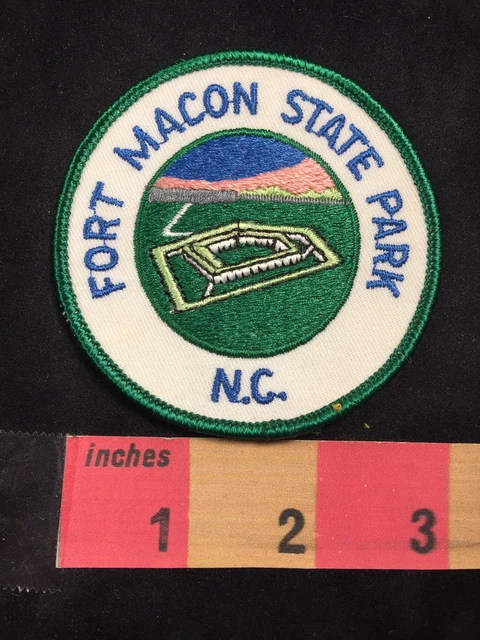 FORT MACON STATE PARK
N.C.
inches
1 2 3